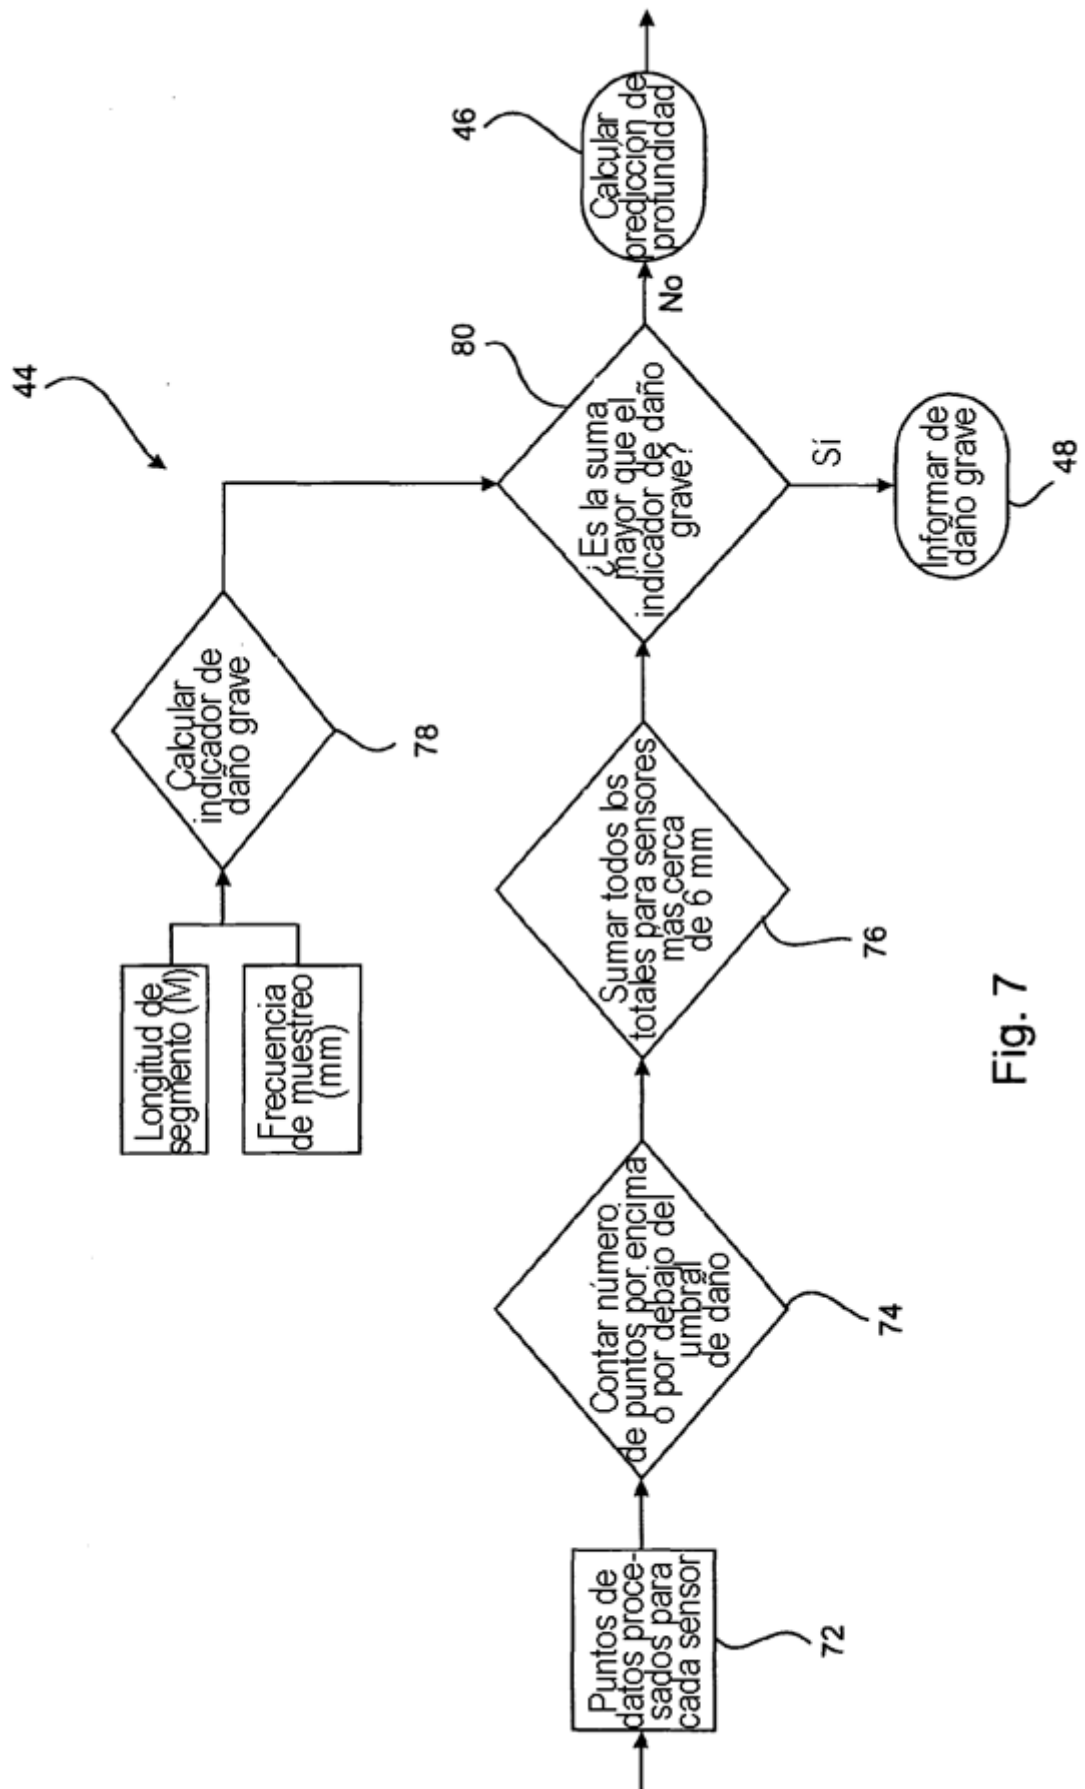 44
Longitud de
segmento (M)
Frecuencia
de muestreo
(mm)
Calcular
indicador de
daño grave
78
Puntos de
datos proce-
sados para
cada sensor
72
Contar número
de puntos por encima
o por debajo del
umbral
de daño
74
Sumar todos los
totales para sensores
más cerca
de 6 mm
76
¿Es la suma
mayor que el
indicador de daño
grave?
80
No
Calcular
predicción de
profundidad
46
Sí
Informar de
daño grave
48
Fig. 7